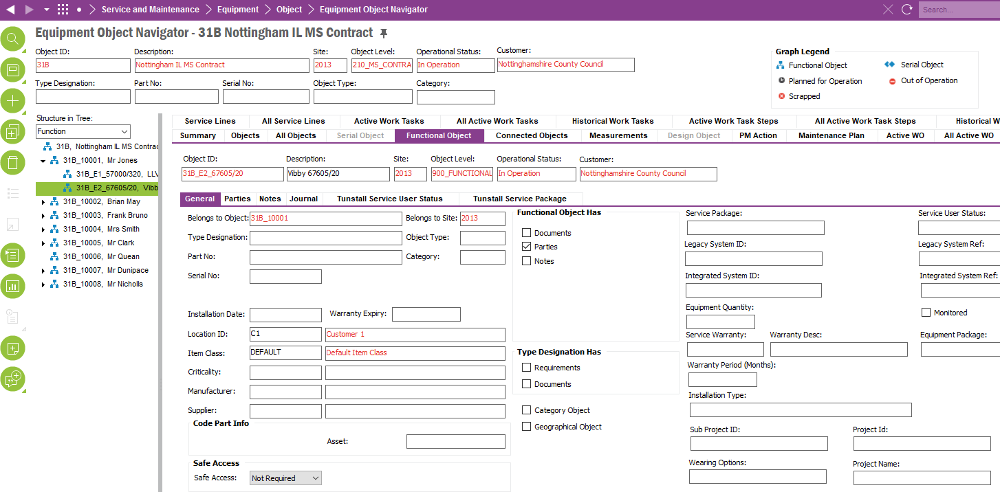 Service and Maintenance Equipment Object Equipment Object Navigator Search...
Equipment Object Navigator - 31B Nottingham IL MS Contract
Object ID: Description: Site: Object Level: Operational Status: Customer:
31B Nottingham IL MS Contract 2013 210_MS_CONTRA In Operation Nottinghamshire County Council
Type Designation: Part No: Serial No: Object Type: Category:
Graph Legend
Functional Object Serial Object
Planned for Operation Out of Operation
Scrapped
Structure in Tree:
Function
31B, Nottingham IL MS Contrac
31B_10001, Mr Jones
31B_E1_57000/320, LLV
31B_E2_67605/20, Vibb
31B_10002, Brian May
31B_10003, Frank Bruno
31B_10004, Mrs Smith
31B_10005, Mr Clark
31B_10006, Mr Quean
31B_10007, Mr Dunipace
31B_10008, Mr Nicholls
Service Lines All Service Lines Active Work Tasks All Active Work Tasks Historical Work Tasks Active Work Task Steps All Active Work Task Steps Historical W
Summary Objects All Objects Serial Object Functional Object Connected Objects Measurements Design Object PM Action Maintenance Plan Active WO All Active WO
Object ID: Description: Site: Object Level: Operational Status: Customer:
31B_E2_67605/20 Vibby 67605/20 2013 900_FUNCTIONAL In Operation Nottinghamshire County Council
General Parties Notes Journal Tunstall Service User Status Tunstall Service Package
Belongs to Object: 31B_10001 Belongs to Site: 2013
Type Designation: Object Type:
Part No: Category:
Serial No:
Installation Date: Warranty Expiry:
Location ID: C1 Customer 1
Item Class: DEFAULT Default Item Class
Criticality:
Manufacturer:
Supplier:
Code Part Info
Asset:
Safe Access
Safe Access: Not Required
Functional Object Has
Documents
Parties
Notes
Type Designation Has
Requirements
Documents
Category Object
Geographical Object
Service Package: Service User Status:
Legacy System ID: Legacy System Ref:
Integrated System ID: Integrated System Ref:
Equipment Quantity: Monitored
Service Warranty: Warranty Desc: Equipment Package:
Warranty Period (Months):
Installation Type:
Sub Project ID: Project Id:
Wearing Options: Project Name: